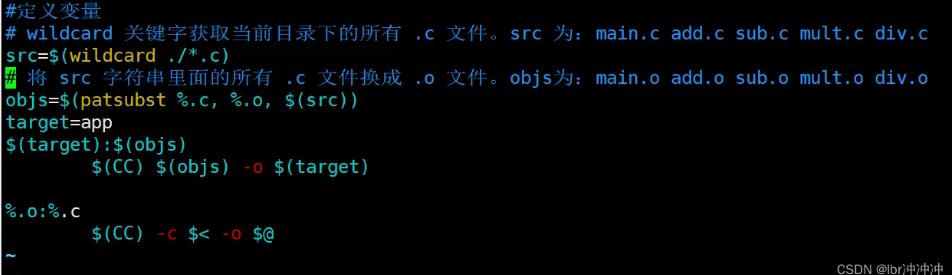 #定义变量
# wildcard 关键字获取当前目录下的所有 .c 文件。src 为：main.c add.c sub.c mult.c div.c
src=$(wildcard ./*.c)
# 将 src 字符串里面的所有 .c 文件换成 .o 文件。objs为：main.o add.o sub.o mult.o div.o
objs=$(patsubst %.c, %.o, $(src))
target=app
$(target):$(objs)
        $(CC) $(objs) -o $(target)
%.o:%.c
        $(CC) -c $< -o $@
~
CSDN @lbr冲冲冲